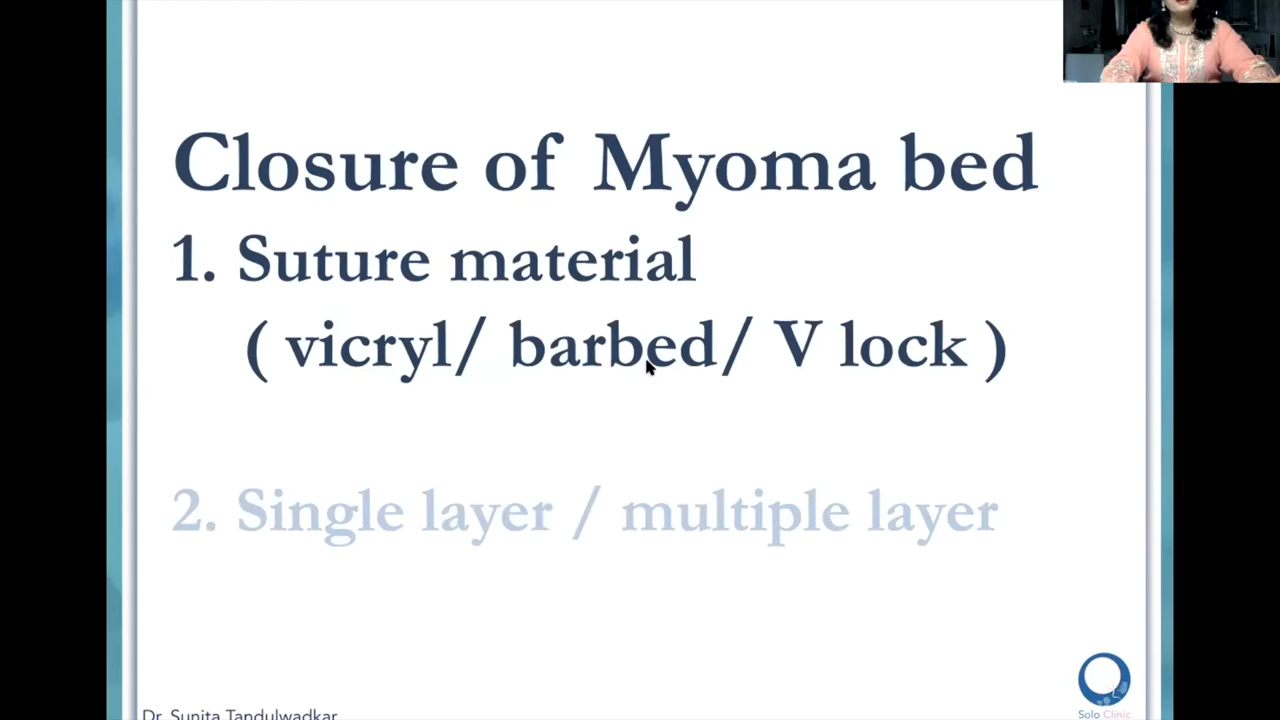 Closure of Myoma bed
1. Suture material
( vicryl/ barbed/ V lock )
2. Single layer / multiple layer
Dr. Sunita Tandulwadkar
Solo Clinic